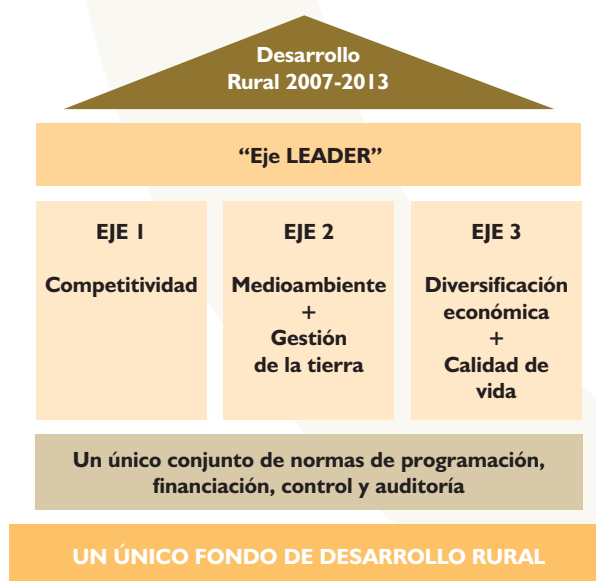 Desarrollo
Rural 2007-2013
“Eje LEADER”
EJE 1
Competitividad
EJE 2
Medioambiente
+
Gestión
de la tierra
EJE 3
Diversificación
económica
+
Calidad de
vida
Un único conjunto de normas de programación,
financiación, control y auditoría
UN ÚNICO FONDO DE DESARROLLO RURAL